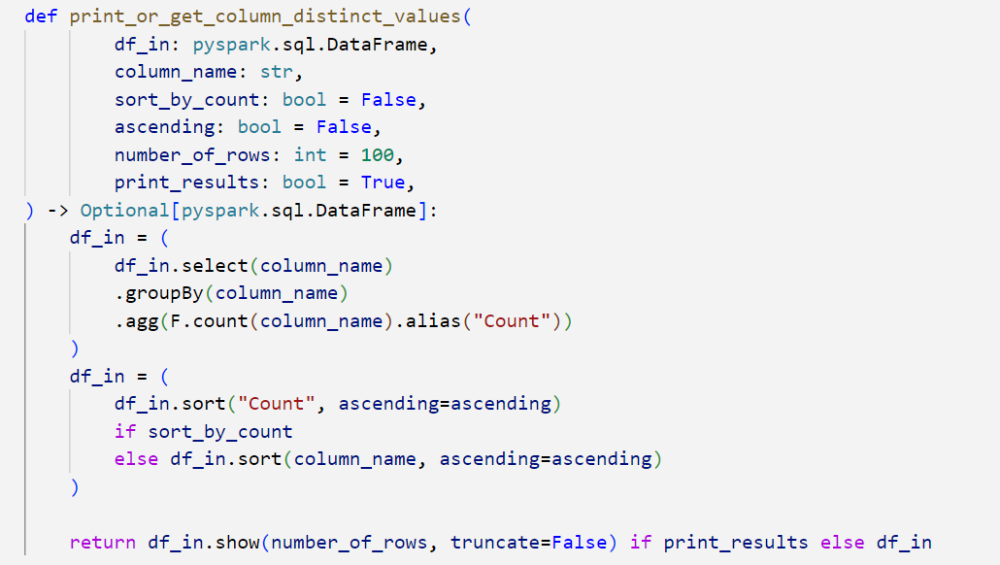 def print_or_get_column_distinct_values(
        df_in: pyspark.sql.DataFrame,
        column_name: str,
        sort_by_count: bool = False,
        ascending: bool = False,
        number_of_rows: int = 100,
        print_results: bool = True,
) -> Optional[pyspark.sql.DataFrame]:
    df_in = (
        df_in.select(column_name)
        .groupBy(column_name)
        .agg(F.count(column_name).alias("Count"))
    )
    df_in = (
        df_in.sort("Count", ascending=ascending)
        if sort_by_count
        else df_in.sort(column_name, ascending=ascending)
    )

    return df_in.show(number_of_rows, truncate=False) if print_results else df_in